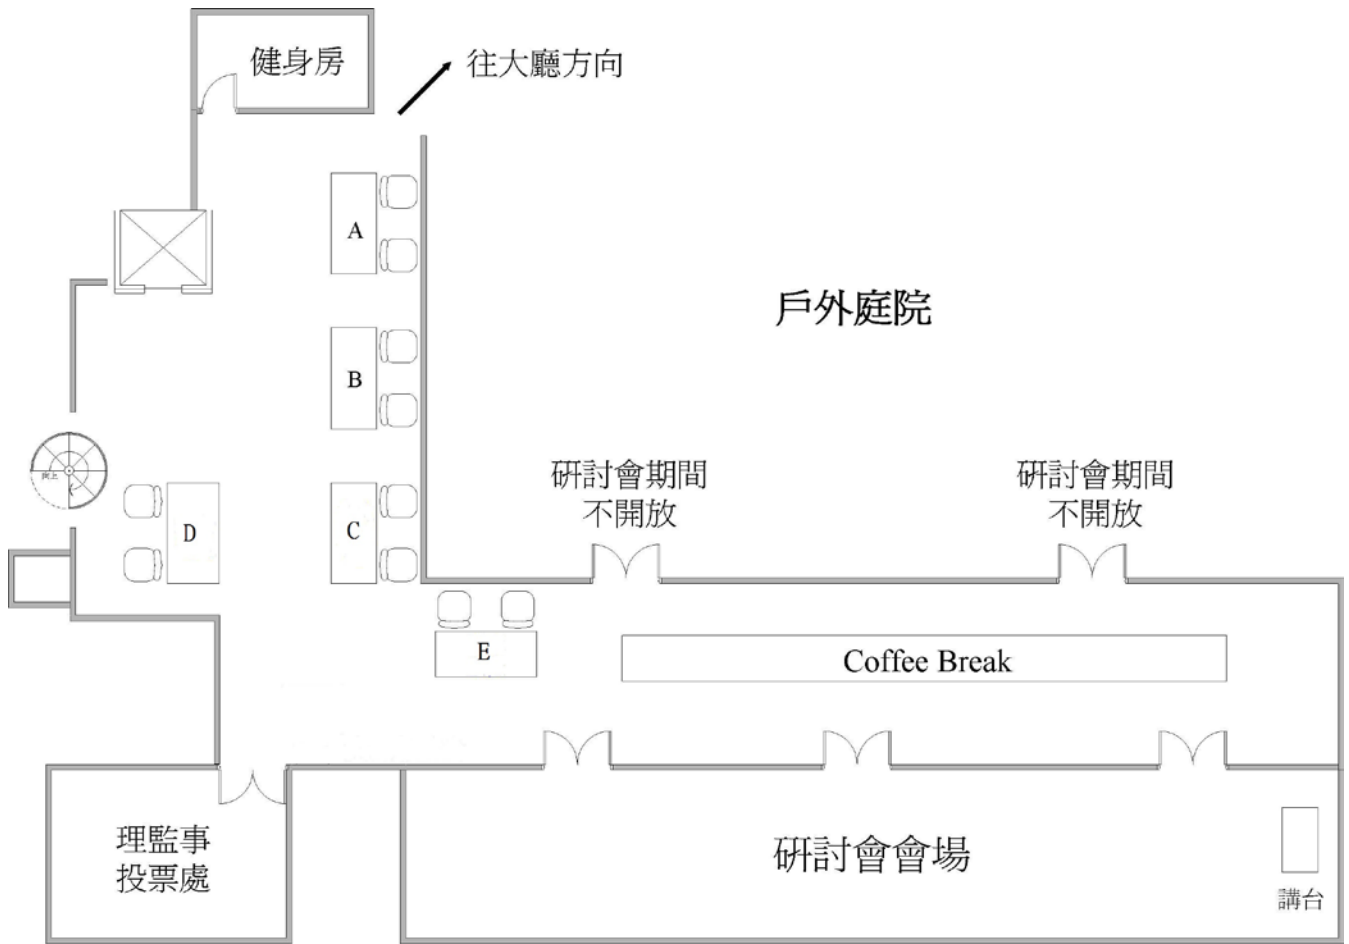 健身房
往大廳方向
A
戶外庭院
B
研討會期間
不開放
研討會期間
不開放
向上
D
C
E
Coffee Break
理監事
投票處
研討會會場
講台